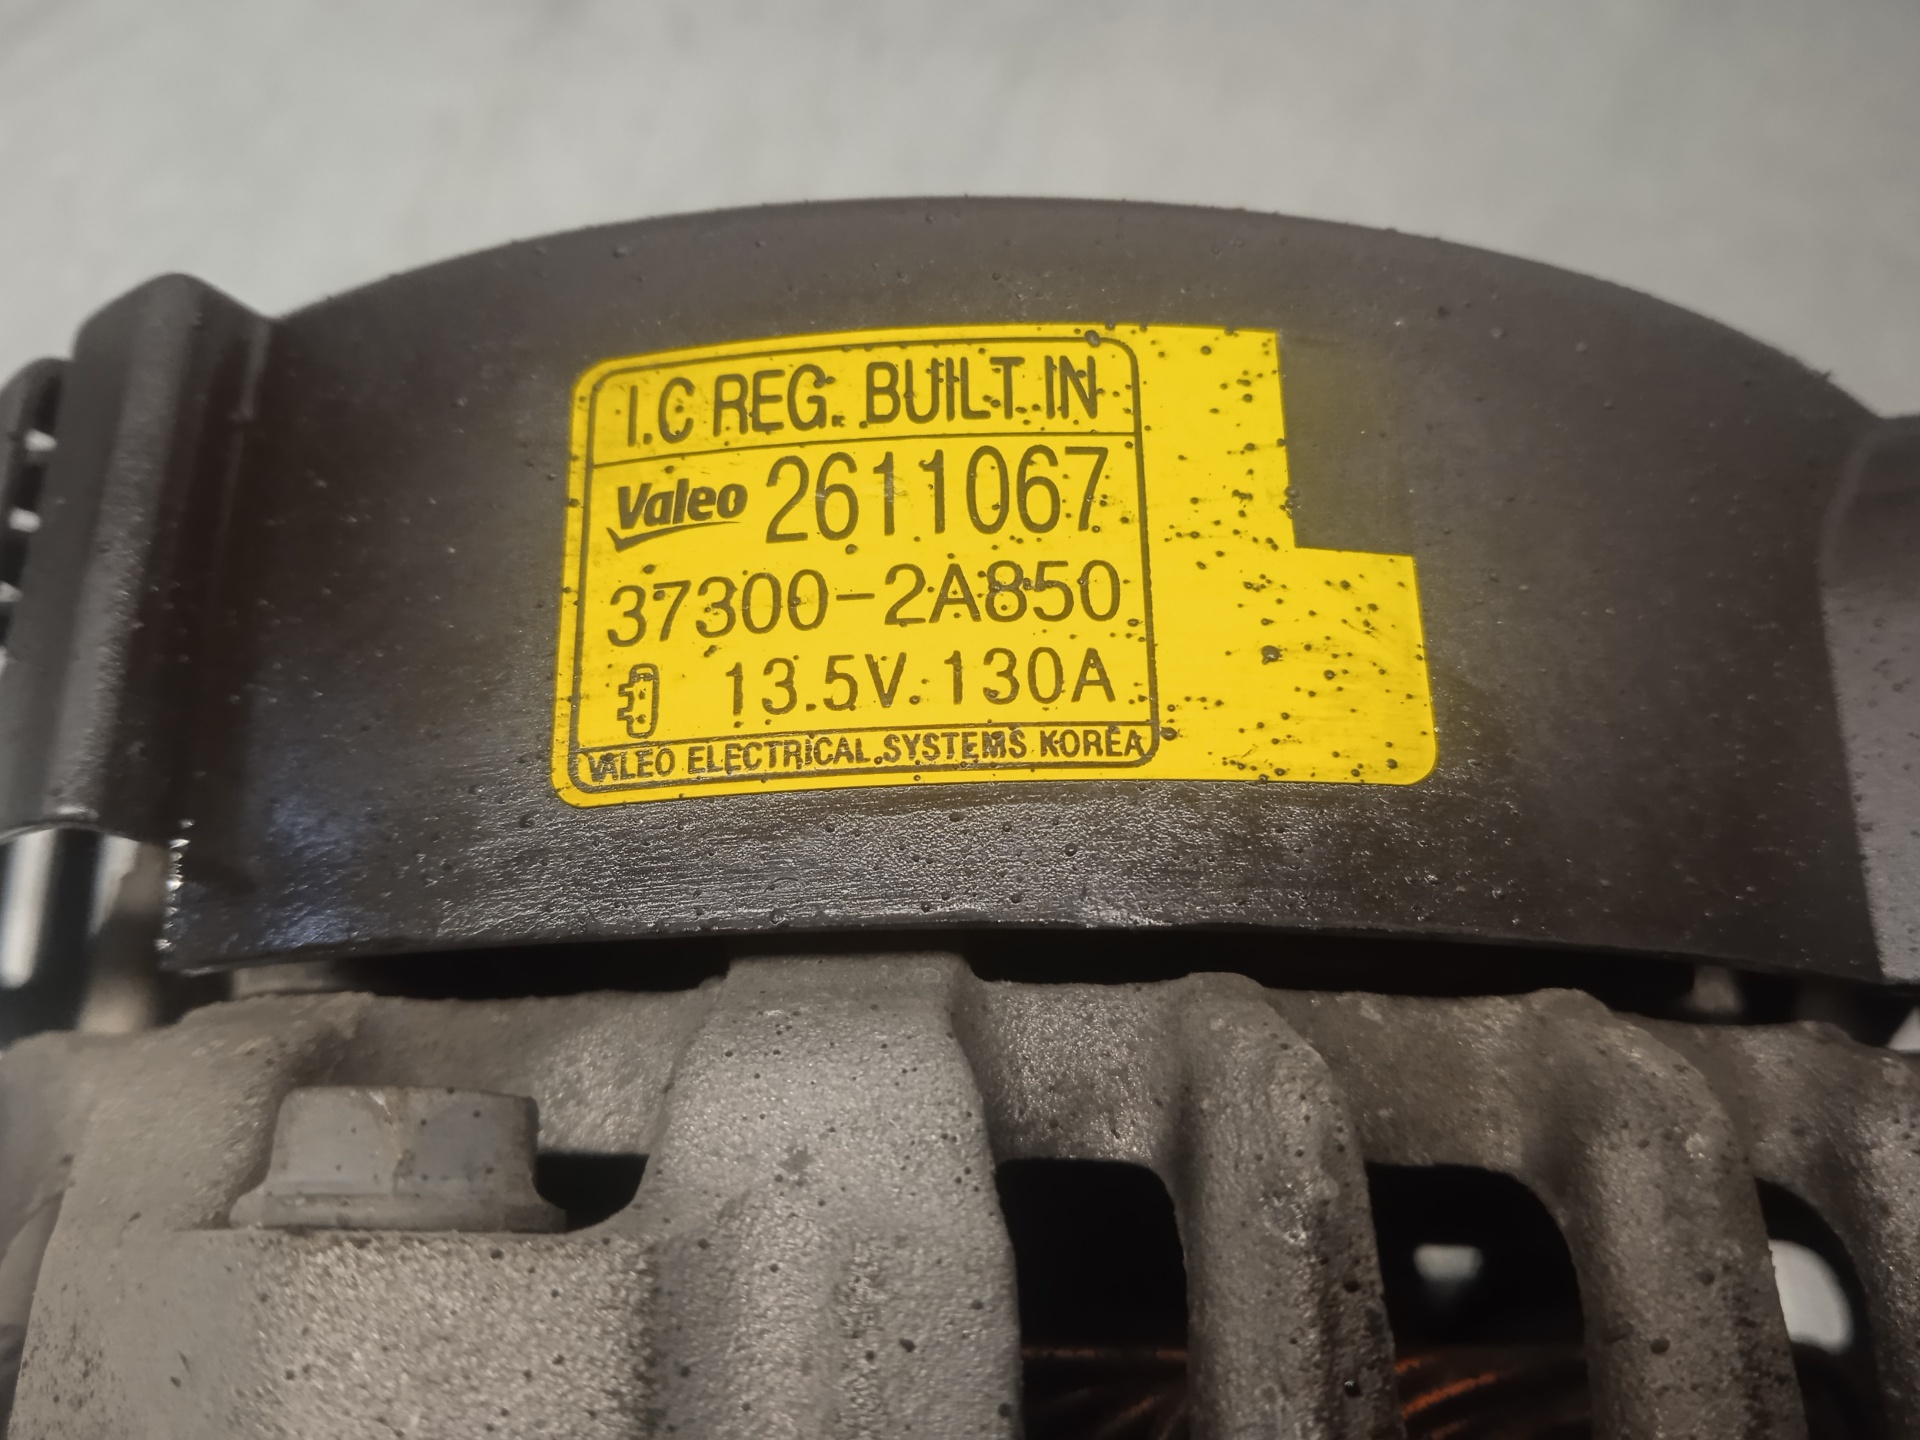 I.C REG. BUILT IN
Valeo 2611067
37300-2A850
13.5V 130A
VALEO ELECTRICAL SYSTEMS KOREA